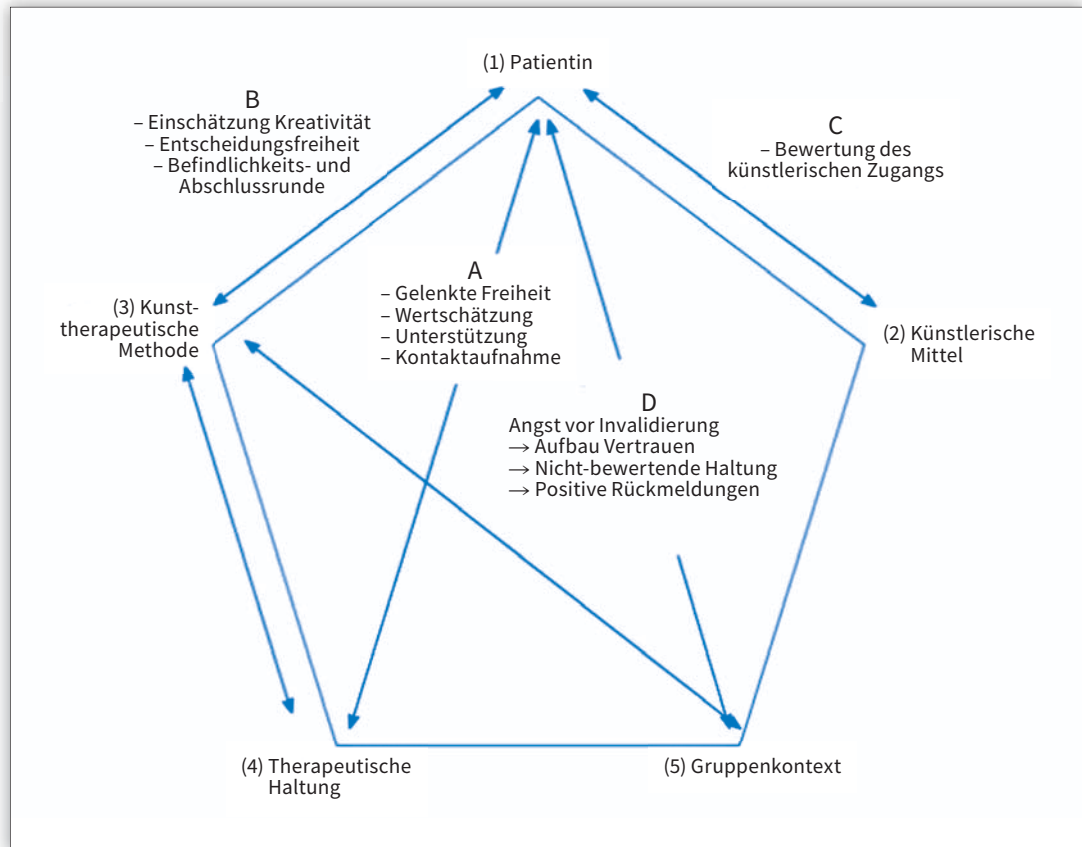 (1) Patientin
B
– Einschätzung Kreativität
– Entscheidungsfreiheit
– Befindlichkeits- und
Abschlussrunde
C
– Bewertung des
künstlerischen Zugangs
A
– Gelenkte Freiheit
– Wertschätzung
– Unterstützung
– Kontaktaufnahme
(3) Kunst-
therapeutische
Methode
(2) Künstlerische
Mittel
D
Angst vor Invalidierung
→ Aufbau Vertrauen
→ Nicht-bewertende Haltung
→ Positive Rückmeldungen
(4) Therapeutische
Haltung
(5) Gruppenkontext